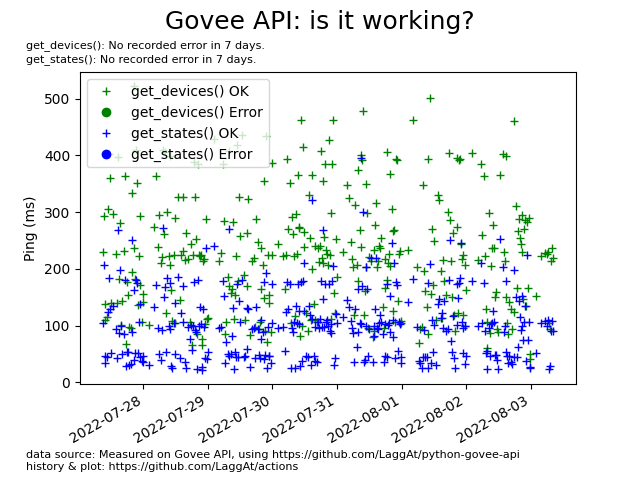 Govee API: is it working?
get_devices(): No recorded error in 7 days.
get_states(): No recorded error in 7 days.
get_devices() OK
get_devices() Error
get_states() OK
get_states() Error
Ping (ms)
500
400
300
200
100
0
2022-07-28
2022-07-29
2022-07-30
2022-07-31
2022-08-01
2022-08-02
2022-08-03
data source: Measured on Govee API, using https://github.com/LaggAt/python-govee-api
history & plot: https://github.com/LaggAt/actions